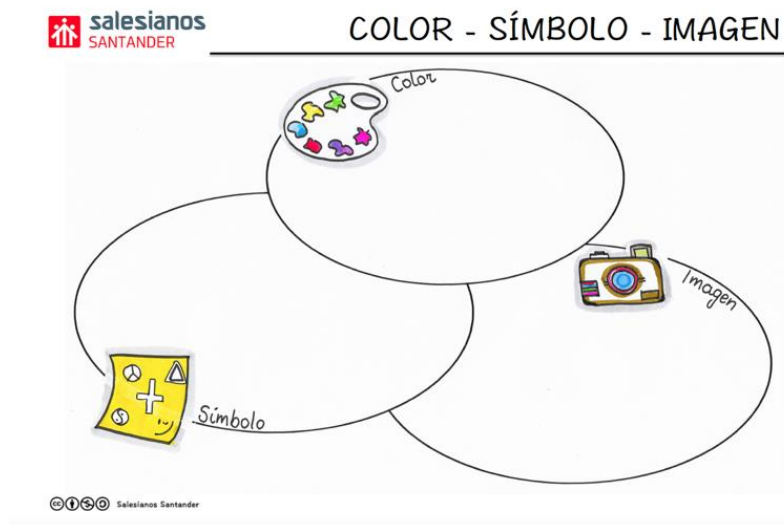 salesianos
SANTANDER
COLOR - SÍMBOLO - IMAGEN
Color
Imagen
Símbolo
Salesianos Santander